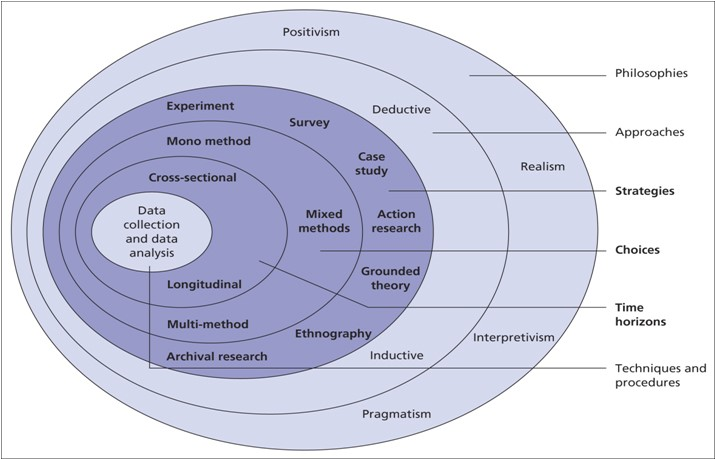 Positivism
Philosophies
Experiment
Deductive
Survey
Approaches
Mono method
Case
study
Realism
Cross-sectional
Strategies
Data
collection
and data
analysis
Mixed
methods
Action
research
Choices
Longitudinal
Grounded
theory
Time
horizons
Multi-method
Ethnography
Interpretivism
Archival research
Inductive
Techniques and
procedures
Pragmatism